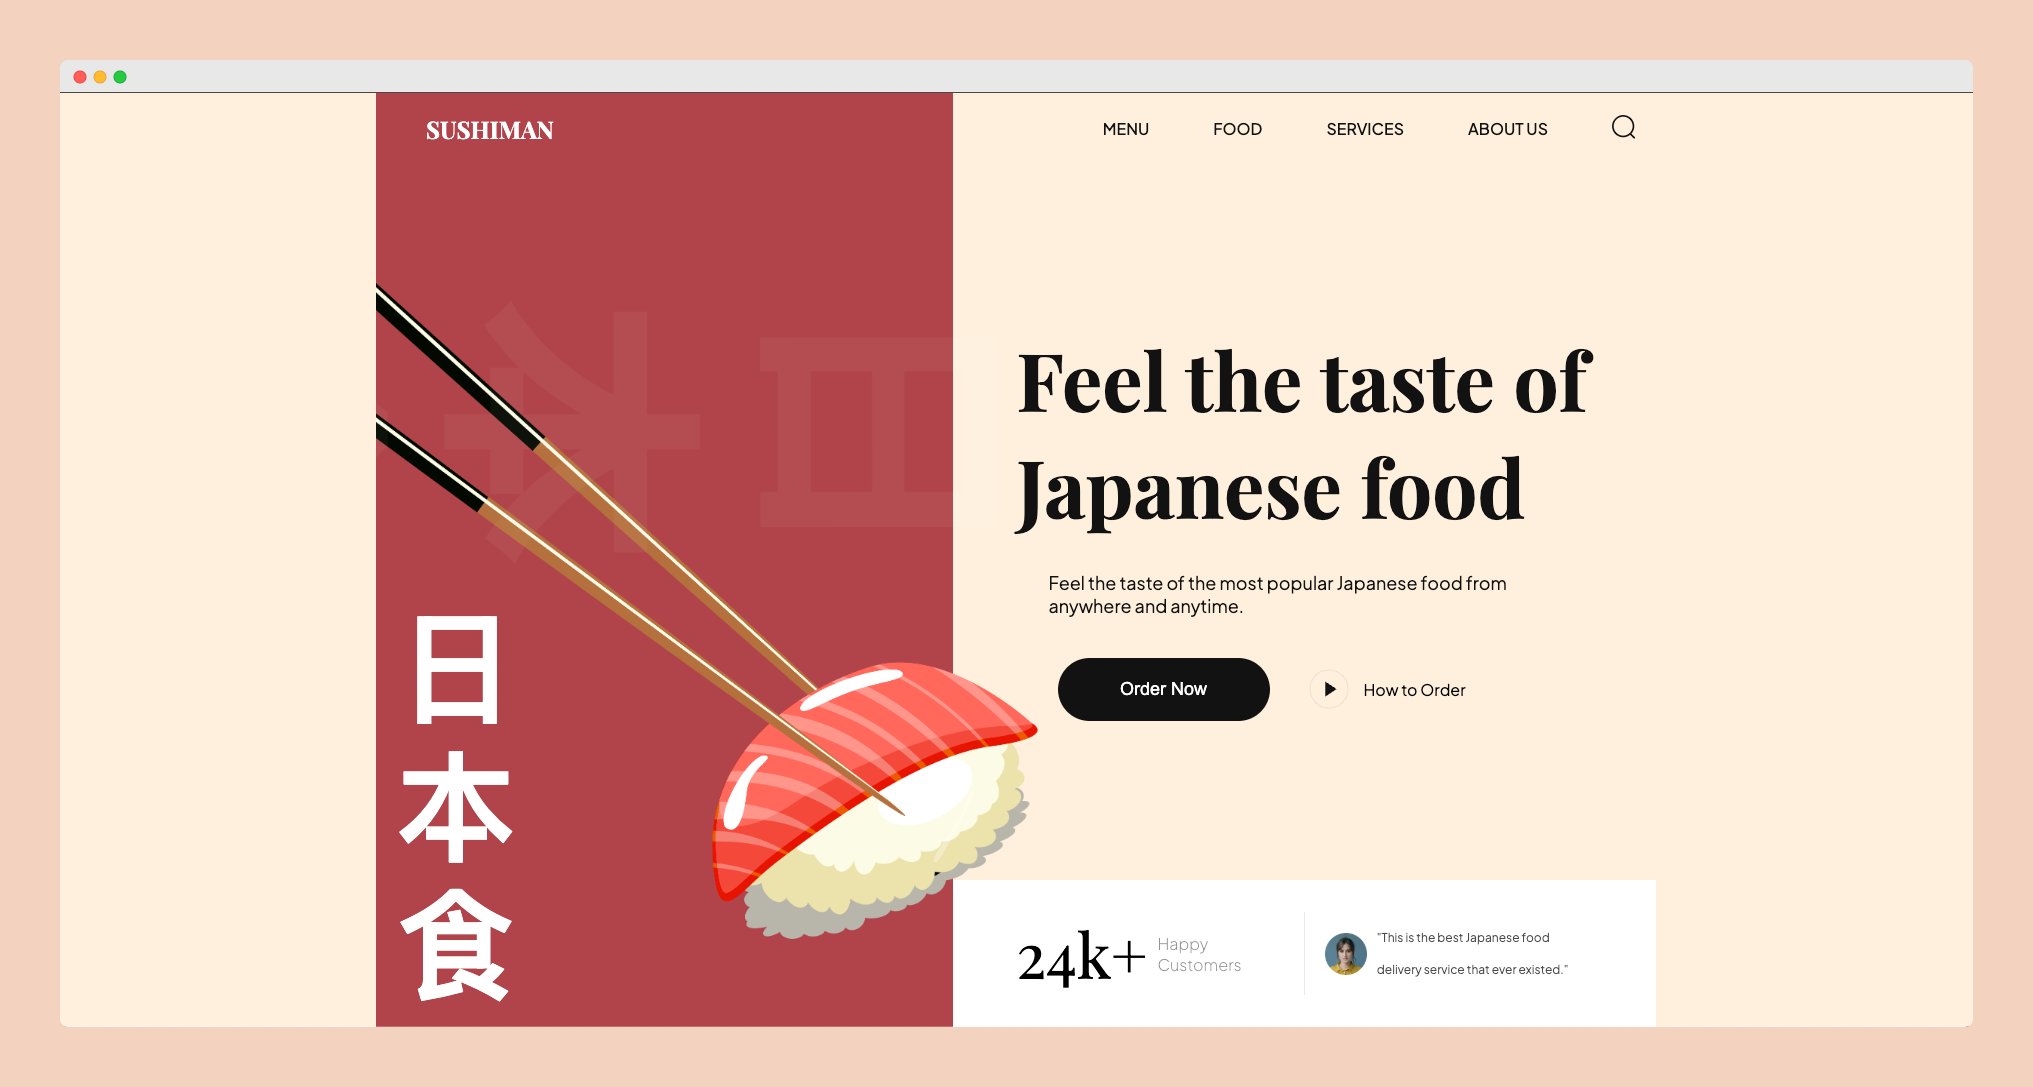 SUSHIMAN
MENU
FOOD
SERVICES
ABOUT US
日
本
食
Feel the taste of
Japanese food
Feel the taste of the most popular Japanese food from
anywhere and anytime.
Order Now
How to Order
24k+
Happy
Customers
"This is the best Japanese food
delivery service that ever existed."